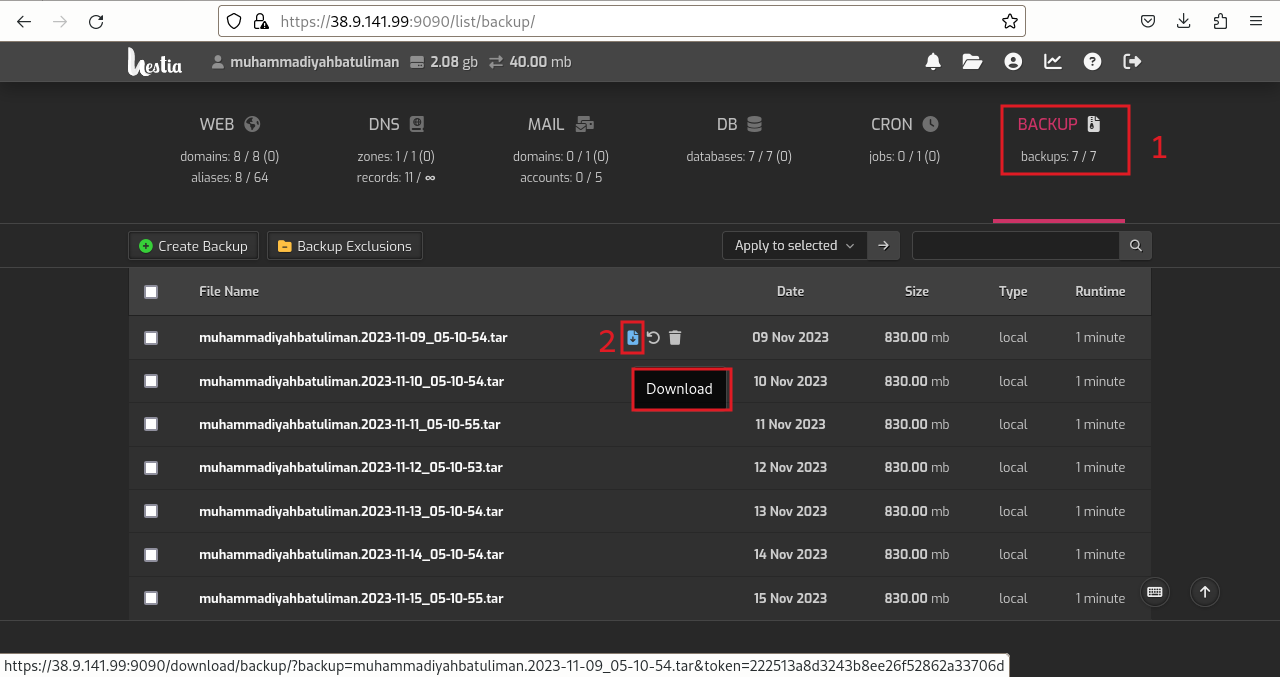 https://38.9.141.99:9090/list/backup/
hestia muhammadiyahbatuliman 2.08 gb 40.00 mb
WEB DNS MAIL DB CRON BACKUP
domains: 8 / 8 (0) zones: 1 / 1 (0) domains: 0 / 1 (0) databases: 7 / 7 (0) jobs: 0 / 1 (0) backups: 7 / 7 1
aliases: 8 / 64 records: 11 / ∞ accounts: 0 / 5
Create Backup Backup Exclusions Apply to selected
File Name Date Size Type Runtime
muhammadiyahbatuliman.2023-11-09_05-10-54.tar 2 09 Nov 2023 830.00 mb local 1 minute
muhammadiyahbatuliman.2023-11-10_05-10-54.tar Download 10 Nov 2023 830.00 mb local 1 minute
muhammadiyahbatuliman.2023-11-11_05-10-55.tar 11 Nov 2023 830.00 mb local 1 minute
muhammadiyahbatuliman.2023-11-12_05-10-53.tar 12 Nov 2023 830.00 mb local 1 minute
muhammadiyahbatuliman.2023-11-13_05-10-54.tar 13 Nov 2023 830.00 mb local 1 minute
muhammadiyahbatuliman.2023-11-14_05-10-54.tar 14 Nov 2023 830.00 mb local 1 minute
muhammadiyahbatuliman.2023-11-15_05-10-55.tar 15 Nov 2023 830.00 mb local 1 minute
https://38.9.141.99:9090/download/backup/?backup=muhammadiyahbatuliman.2023-11-09_05-10-54.tar&token=222513a8d3243b8ee26f52862a33706d